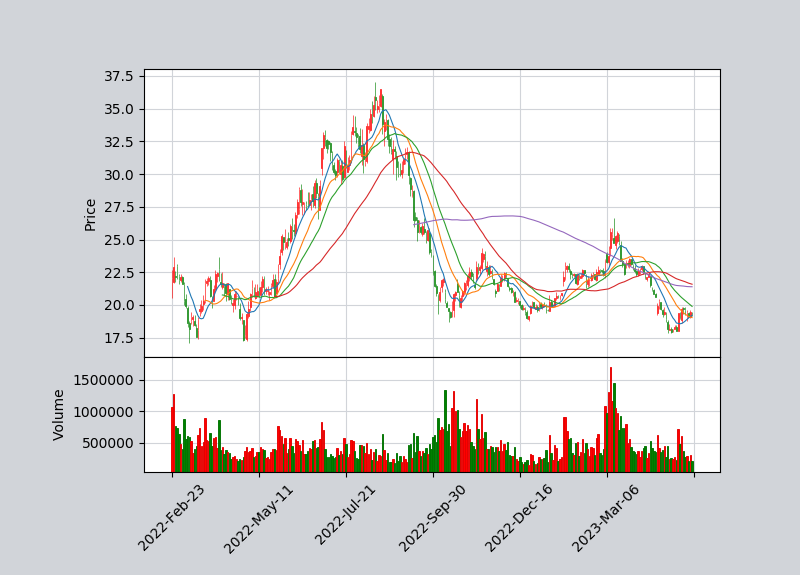 37.5
35.0
32.5
30.0
27.5
25.0
22.5
20.0
17.5
Price
1500000
1000000
500000
Volume
2022-Feb-23
2022-May-11
2022-Jul-21
2022-Sep-30
2022-Dec-16
2023-Mar-06